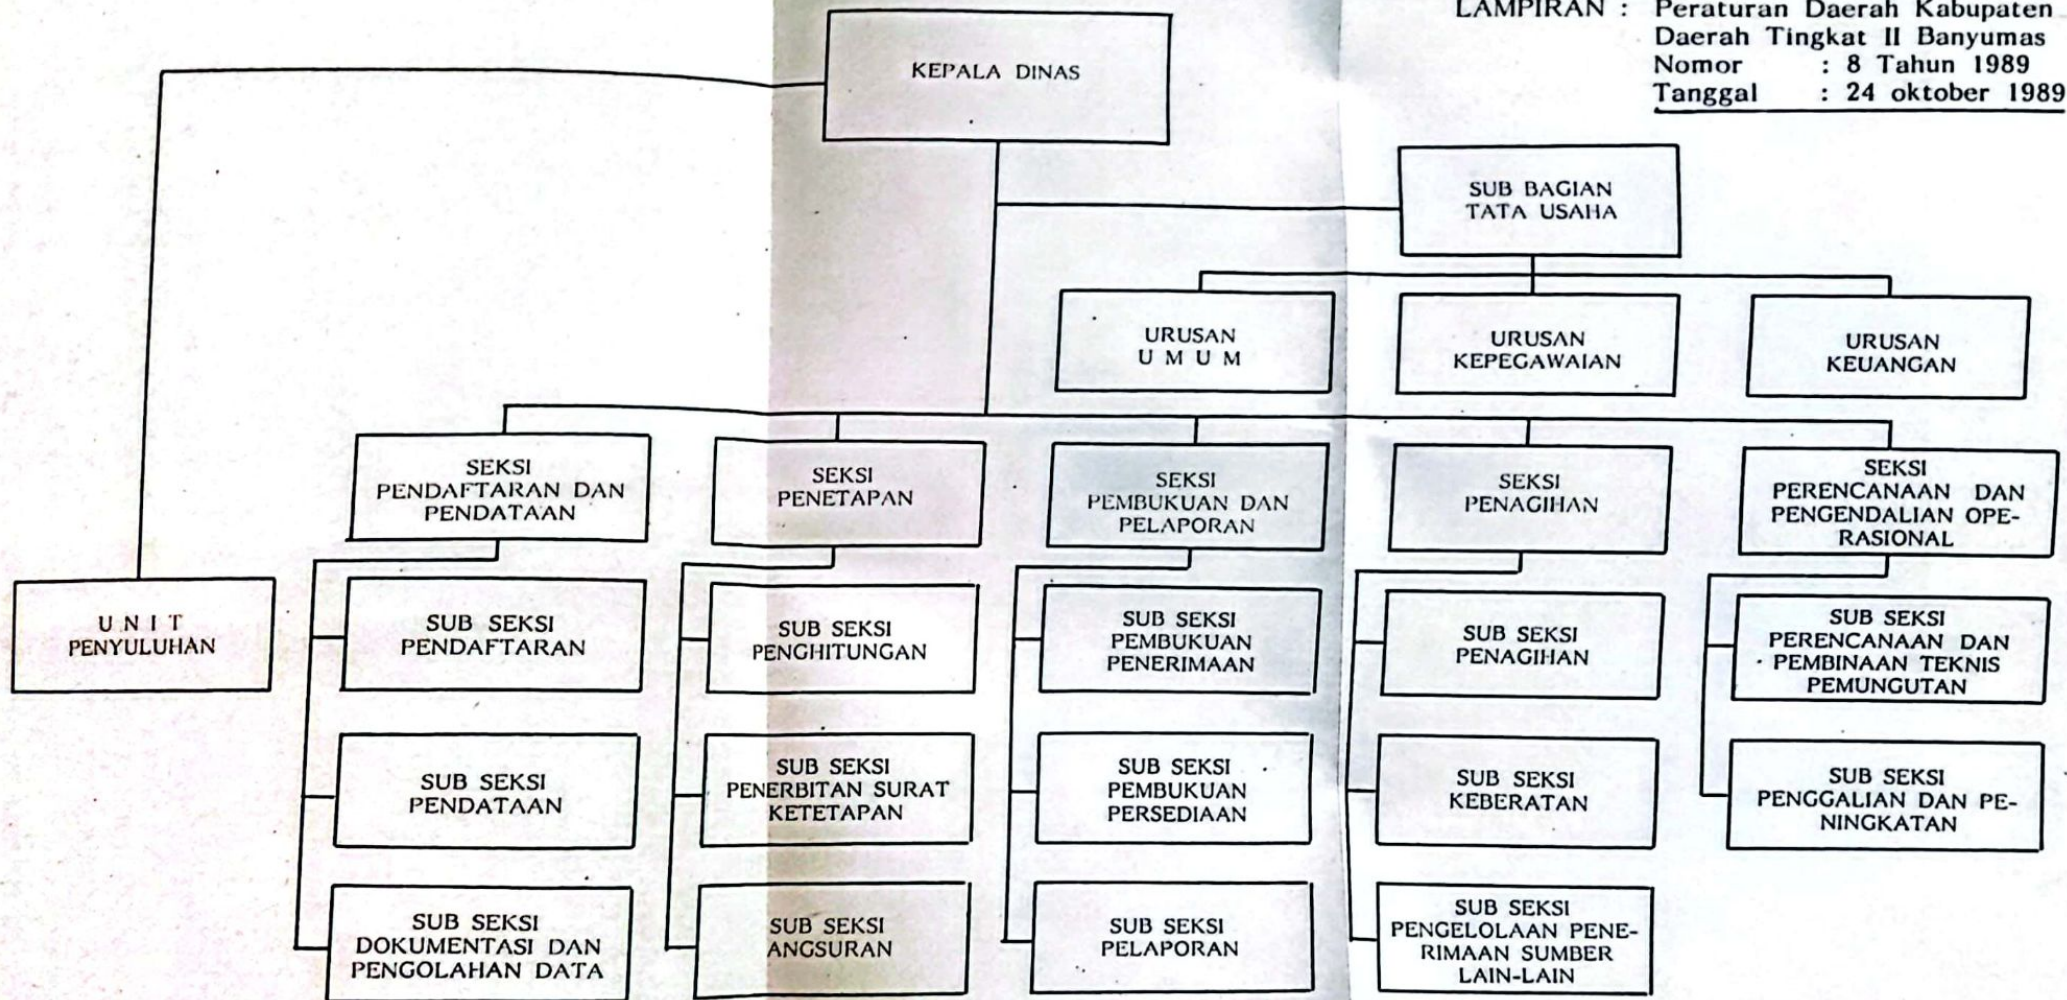 LAMPIRAN : Peraturan Daerah Kabupaten
Daerah Tingkat II Banyumas
Nomor : 8 Tahun 1989
Tanggal : 24 oktober 1989
KEPALA DINAS
SUB BAGIAN
TATA USAHA
URUSAN
U M U M
URUSAN
KEPEGAWAIAN
URUSAN
KEUANGAN
SEKSI
PENDAFTARAN DAN
PENDATAAN
SEKSI
PENETAPAN
SEKSI
PEMBUKUAN DAN
PELAPORAN
SEKSI
PENAGIHAN
SEKSI
PERENCANAAN DAN
PENGENDALIAN OPE-
RASIONAL
U N I T
PENYULUHAN
SUB SEKSI
PENDAFTARAN
SUB SEKSI
PENGHITUNGAN
SUB SEKSI
PEMBUKUAN
PENERIMAAN
SUB SEKSI
PENAGIHAN
SUB SEKSI
PERENCANAAN DAN
PEMBINAAN TEKNIS
PEMUNGUTAN
SUB SEKSI
PENDATAAN
SUB SEKSI
PENERBITAN SURAT
KETETAPAN
SUB SEKSI
PEMBUKUAN
PERSEDIAAN
SUB SEKSI
KEBERATAN
SUB SEKSI
PENGGALIAN DAN PE-
NINGKATAN
SUB SEKSI
DOKUMENTASI DAN
PENGOLAHAN DATA
SUB SEKSI
ANGSURAN
SUB SEKSI
PELAPORAN
SUB SEKSI
PENGELOLAAN PENE-
RIMAAN SUMBER
LAIN-LAIN